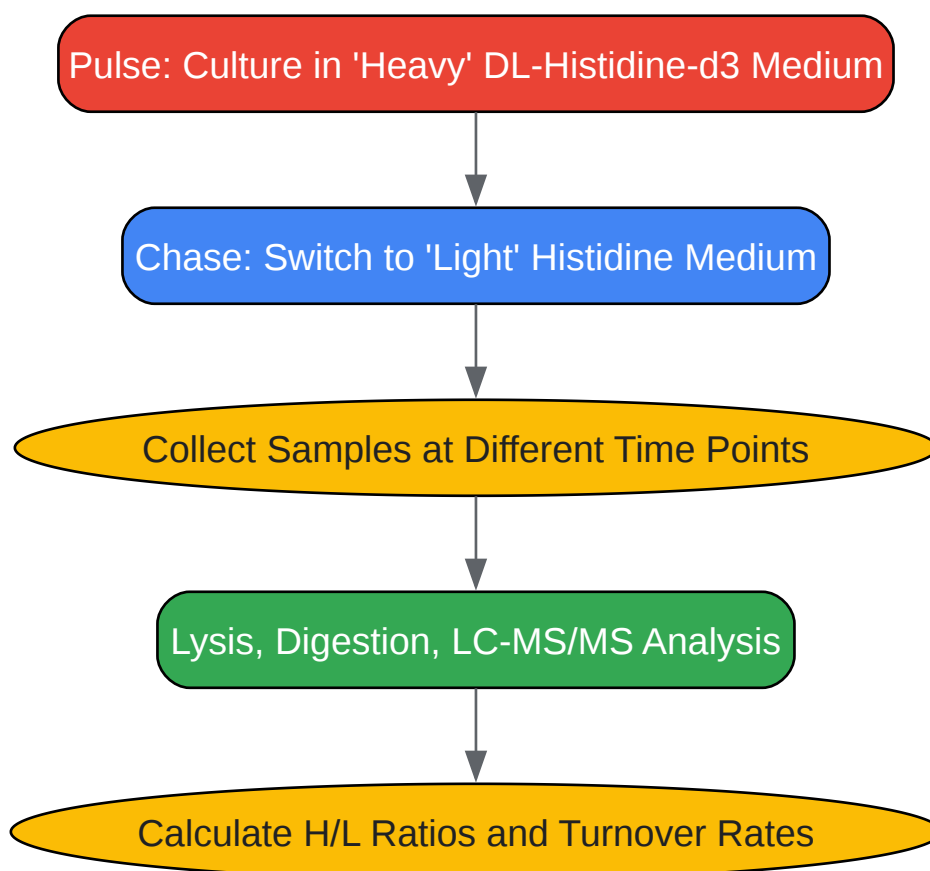 Pulse: Culture in 'Heavy' DL-Histidine-d3 Medium
Chase: Switch to 'Light' Histidine Medium
Collect Samples at Different Time Points
Lysis, Digestion, LC-MS/MS Analysis
Calculate H/L Ratios and Turnover Rates